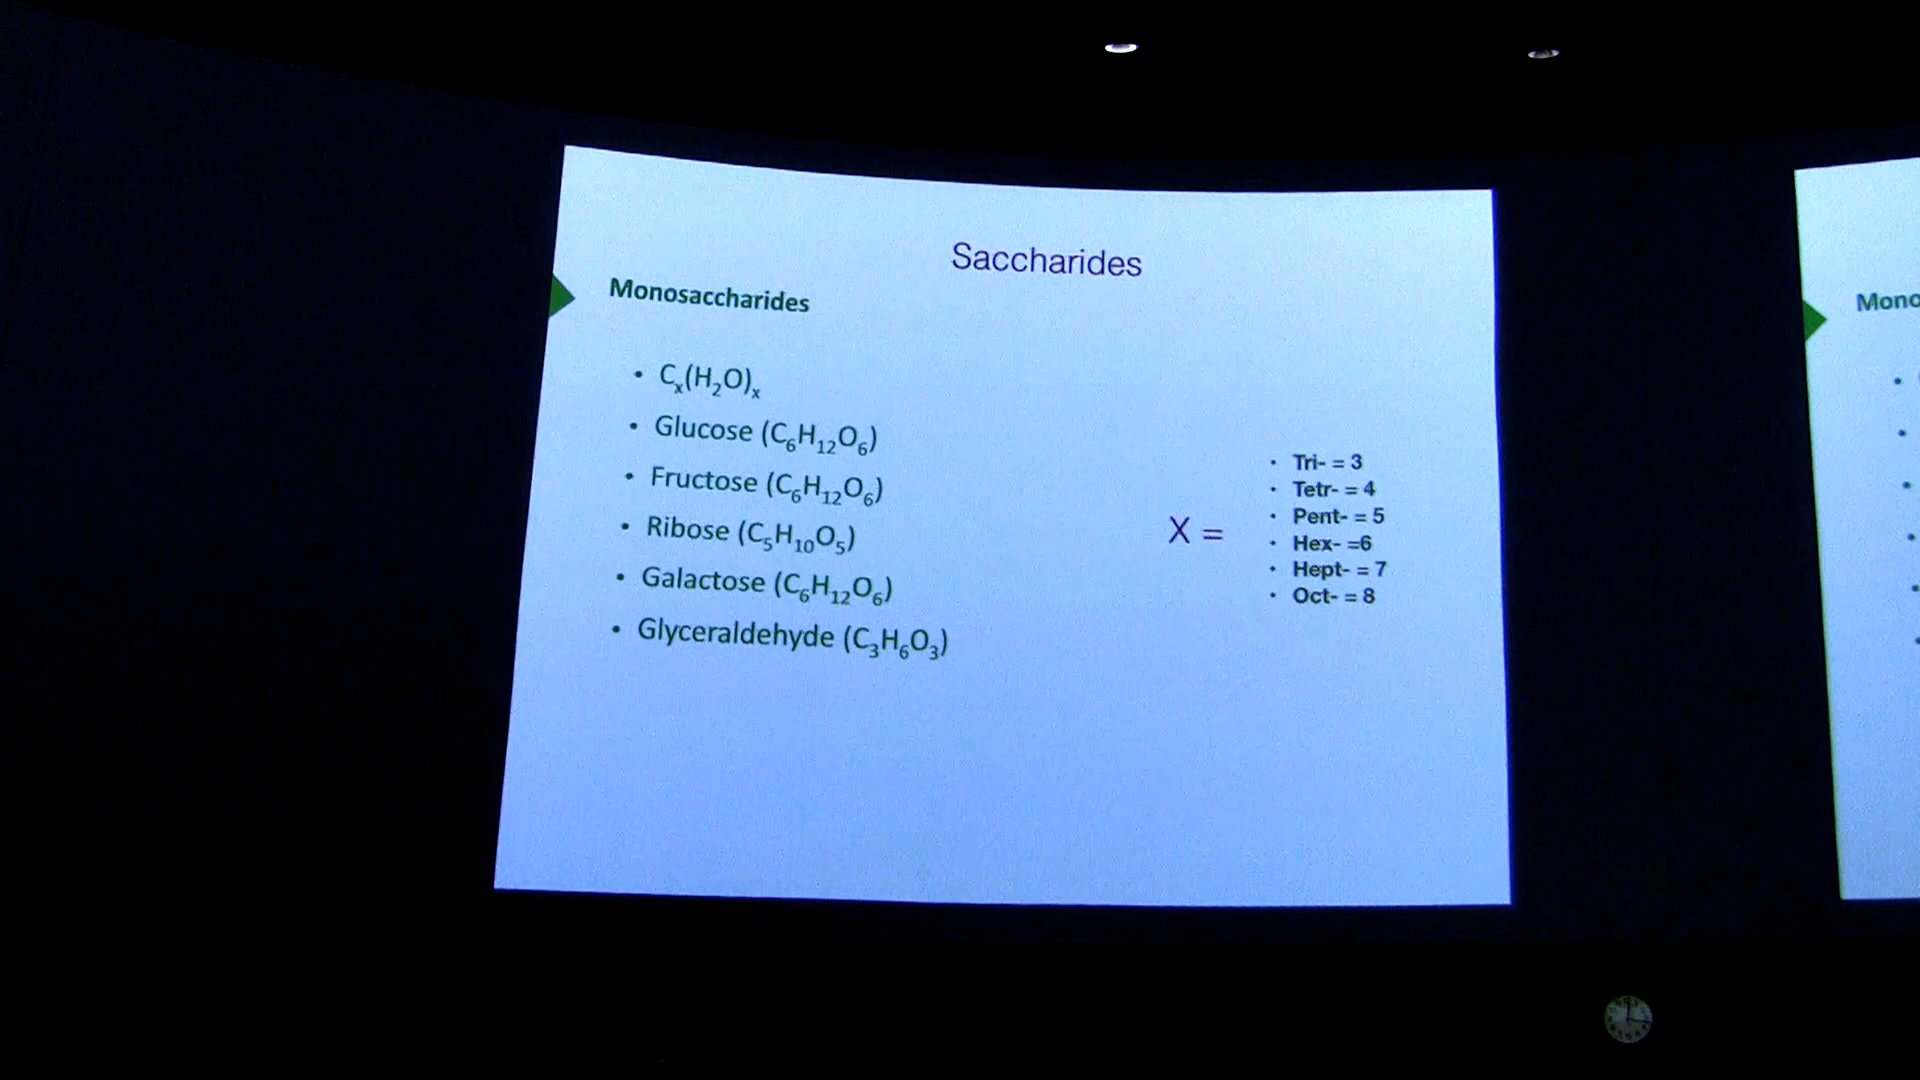 Saccharides
Monosaccharides
• Cₓ(H₂O)ₓ
• Glucose (C₆H₁₂O₆)
• Fructose (C₆H₁₂O₆)
• Ribose (C₅H₁₀O₅)
• Galactose (C₆H₁₂O₆)
• Glyceraldehyde (C₃H₆O₃)
X =
• Tri- = 3
• Tetr- = 4
• Pent- = 5
• Hex- =6
• Hept- = 7
• Oct- = 8
Mono